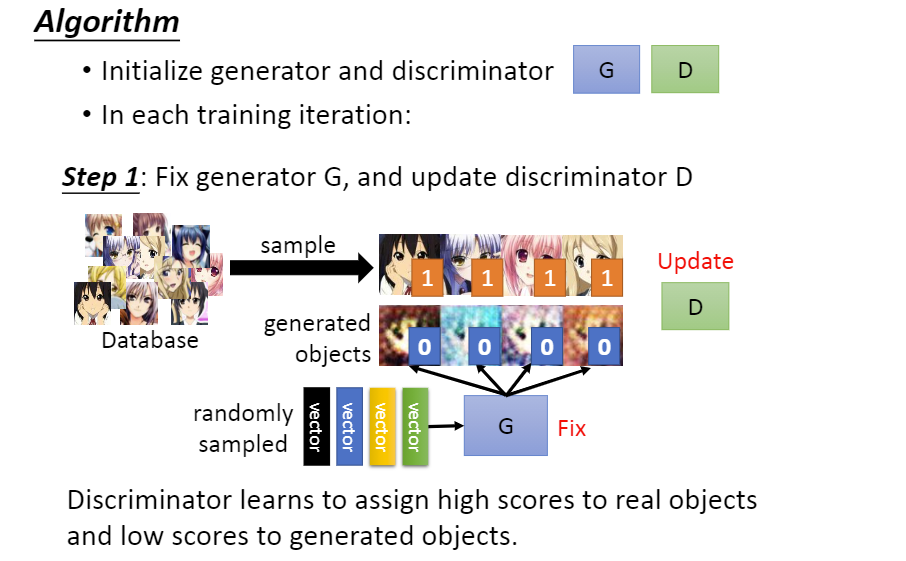 Algorithm
• Initialize generator and discriminator G D
• In each training iteration:
Step 1: Fix generator G, and update discriminator D
sample
1 1 1 1
Update
D
Database
generated
objects
0 0 0 0
randomly
sampled
vector vector vector vector
G
Fix
Discriminator learns to assign high scores to real objects
and low scores to generated objects.